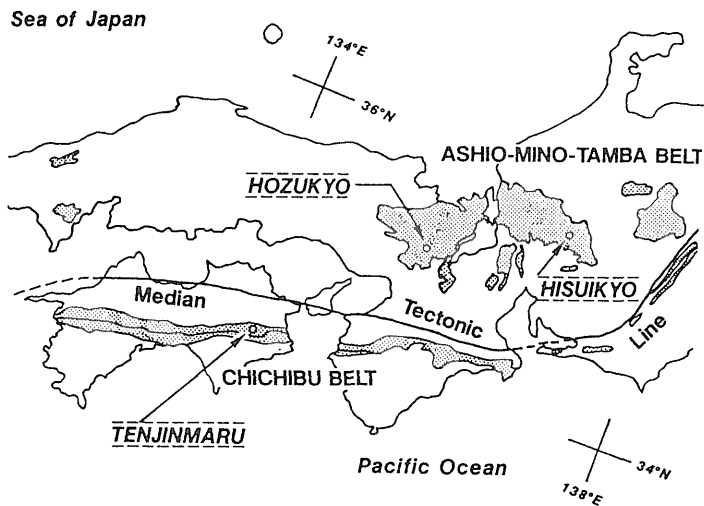 Sea of Japan
134°E
36°N
ASHIO-MINO-TAMBA BELT
HOZUKYO
HISUIKYO
Median
Tectonic
Line
CHICHIBU BELT
TENJINMARU
Pacific Ocean
34°N
138°E